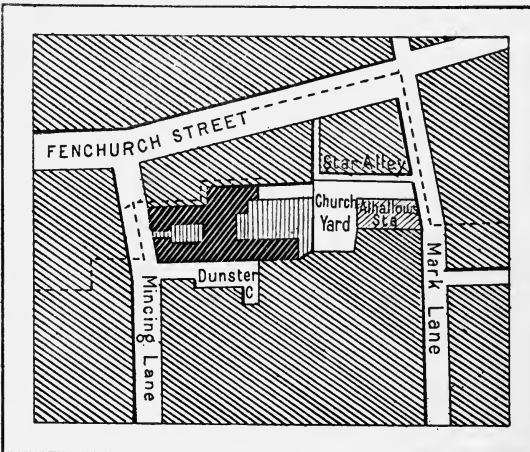 FENCHURCH STREET
Star Alley
Church
Yard
Allhallows
Sta
Dunster
C
Mincing Lane
Mark Lane